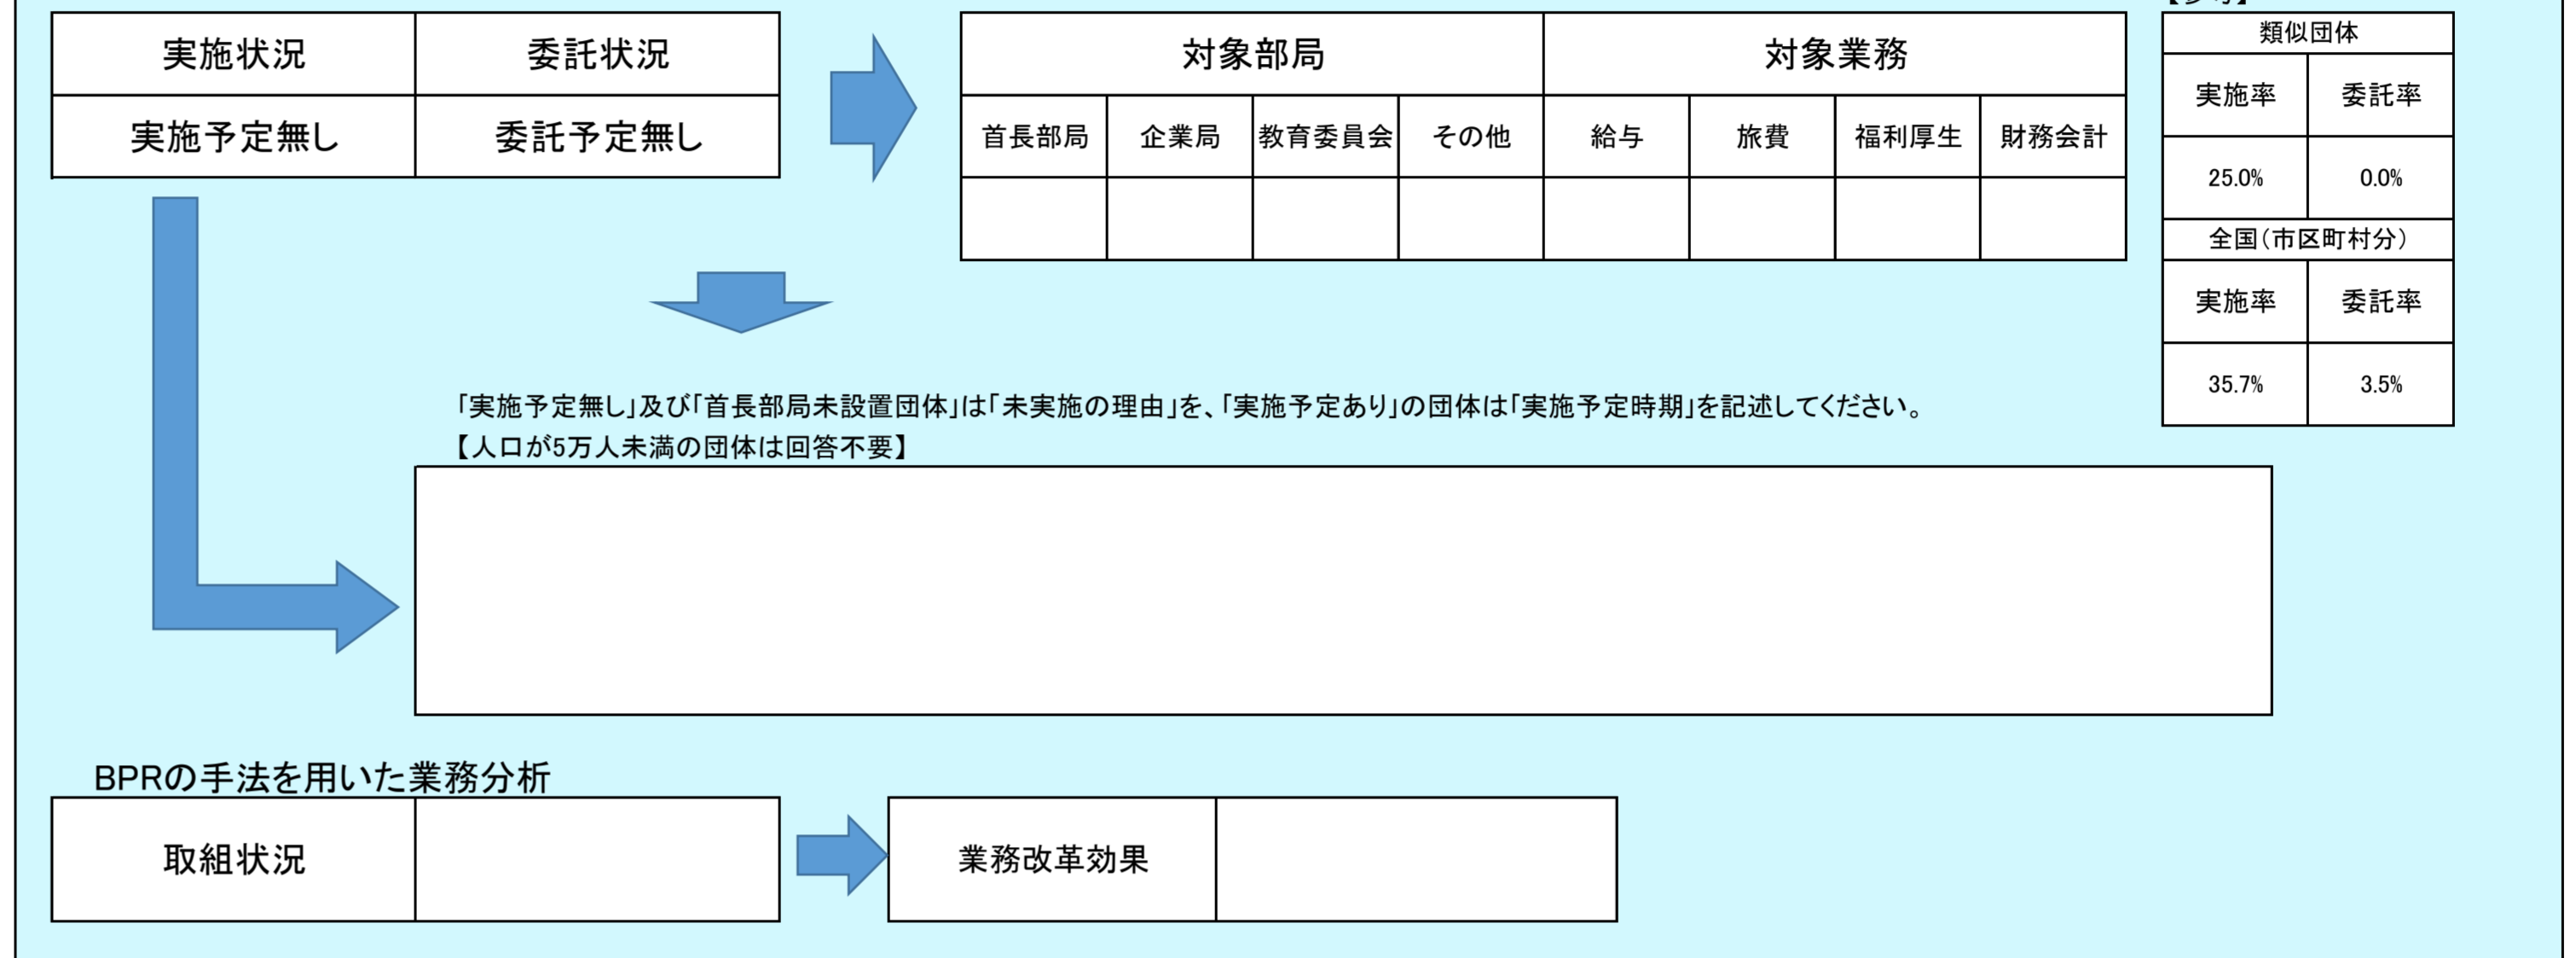 実施状況 委託状況
実施予定無し 委託予定無し
対象部局 対象業務
首長部局 企業局 教育委員会 その他 給与 旅費 福利厚生 財務会計
類似団体
実施率 委託率
25.0% 0.0%
全国(市区町村分)
実施率 委託率
35.7% 3.5%
「実施予定無し」及び「首長部局未設置団体」は「未実施の理由」を、「実施予定あり」の団体は「実施予定時期」を記述してください。
【人口が5万人未満の団体は回答不要】
BPRの手法を用いた業務分析
取組状況
業務改革効果